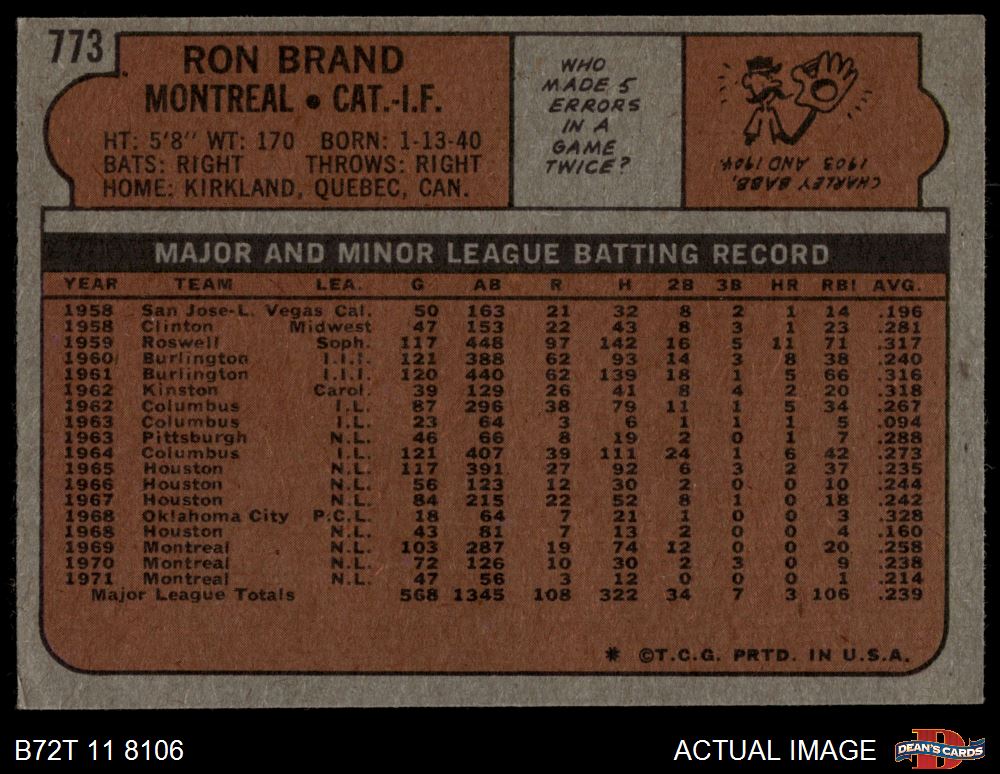 773
RON BRAND
MONTREAL • CAT.-I.F.
HT: 5'8" WT: 170 BORN: 1-13-40
BATS: RIGHT THROWS: RIGHT
HOME: KIRKLAND, QUEBEC, CAN.
WHO
MADE 5
ERRORS
IN A
GAME
TWICE?
CHARLEY BABB,
1903 AND 1904.
MAJOR AND MINOR LEAGUE BATTING RECORD
YEAR TEAM LEA. G AB R H 2B 3B HR RBI AVG.
1958 San Jose-L. Vegas Cal. 50 163 21 32 8 2 1 14 .196
1958 Clinton Midwest 47 153 22 43 8 3 1 23 .281
1959 Roswell Soph. 117 448 97 142 16 5 11 71 .317
1960 Burlington I.I.I. 121 388 62 93 14 3 8 38 .240
1961 Burlington I.I.I. 120 440 62 139 18 1 5 66 .316
1962 Kinston Carol. 39 129 26 41 8 4 2 20 .318
1962 Columbus I.L. 87 296 38 79 11 1 5 34 .267
1963 Columbus I.L. 23 64 3 6 1 1 1 5 .094
1963 Pittsburgh N.L. 46 66 8 19 2 0 1 7 .288
1964 Columbus I.L. 121 407 39 111 24 1 6 42 .273
1965 Houston N.L. 117 391 27 92 6 3 2 37 .235
1966 Houston N.L. 56 123 12 30 2 0 0 10 .244
1967 Houston N.L. 84 215 22 52 8 1 0 18 .242
1968 Oklahoma City P.C.L. 18 64 7 21 1 0 0 3 .328
1968 Houston N.L. 43 81 7 13 2 0 0 4 .160
1969 Montreal N.L. 103 287 19 74 12 0 0 20 .258
1970 Montreal N.L. 72 126 10 30 2 3 0 9 .238
1971 Montreal N.L. 47 56 3 12 0 0 0 1 .214
Major League Totals 568 1345 108 322 34 7 3 106 .239
* ©T.C.G. PRTD. IN U.S.A.
B72T 11 8106
ACTUAL IMAGE
DEAN'S CARDS